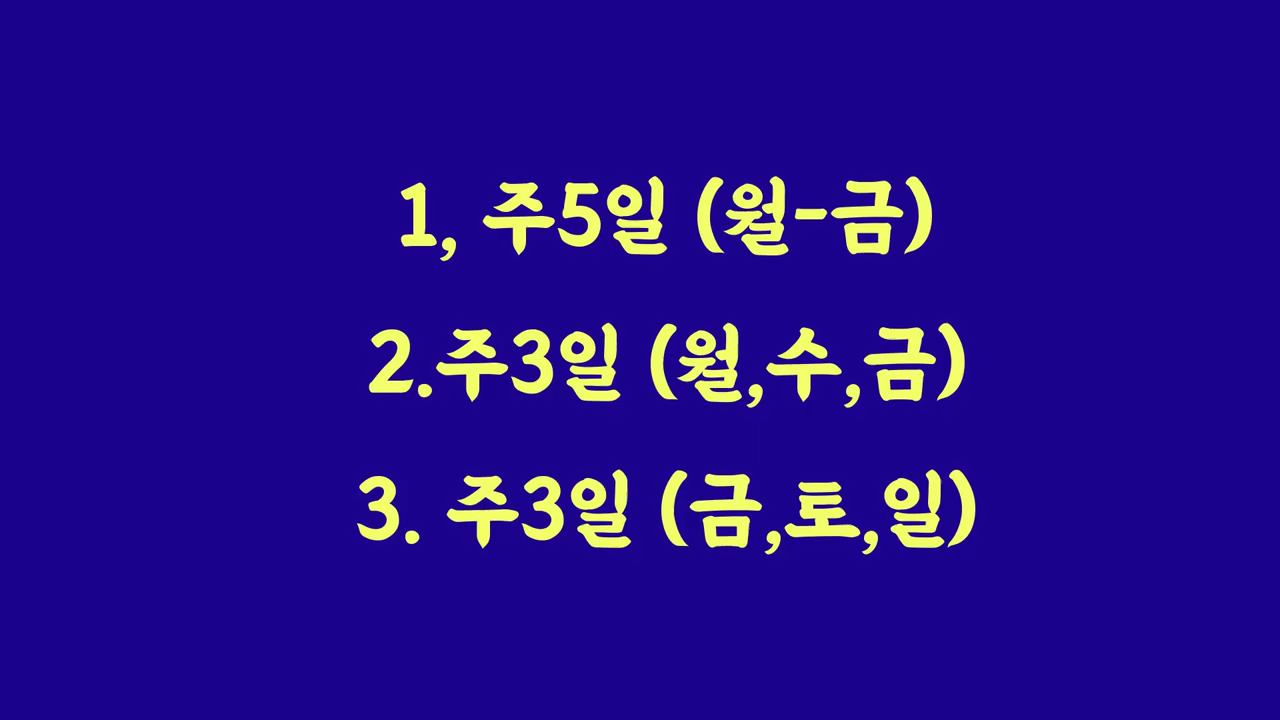 1, 주5일 (월-금)
2.주3일 (월,수,금)
3. 주3일 (금,토,일)